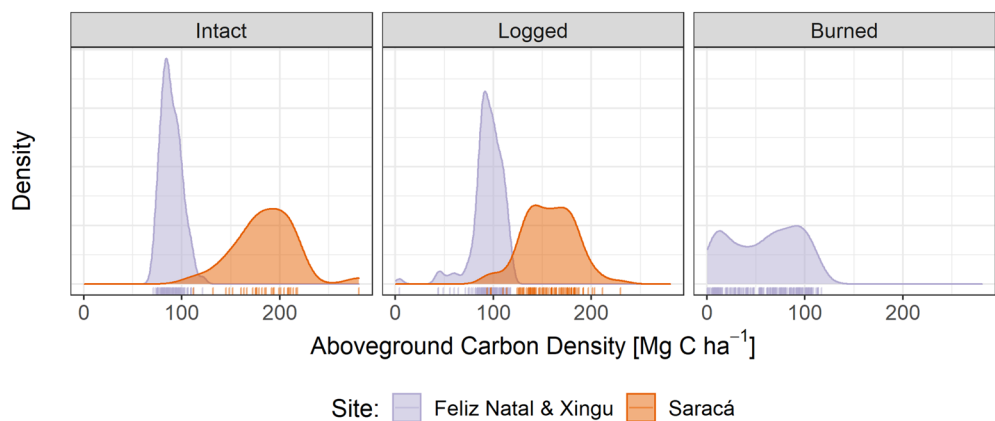 Intact
Logged
Burned
Density
0 100 200
0 100 200
0 100 200
Aboveground Carbon Density [Mg C ha⁻¹]
Site: Feliz Natal & Xingu Saracá